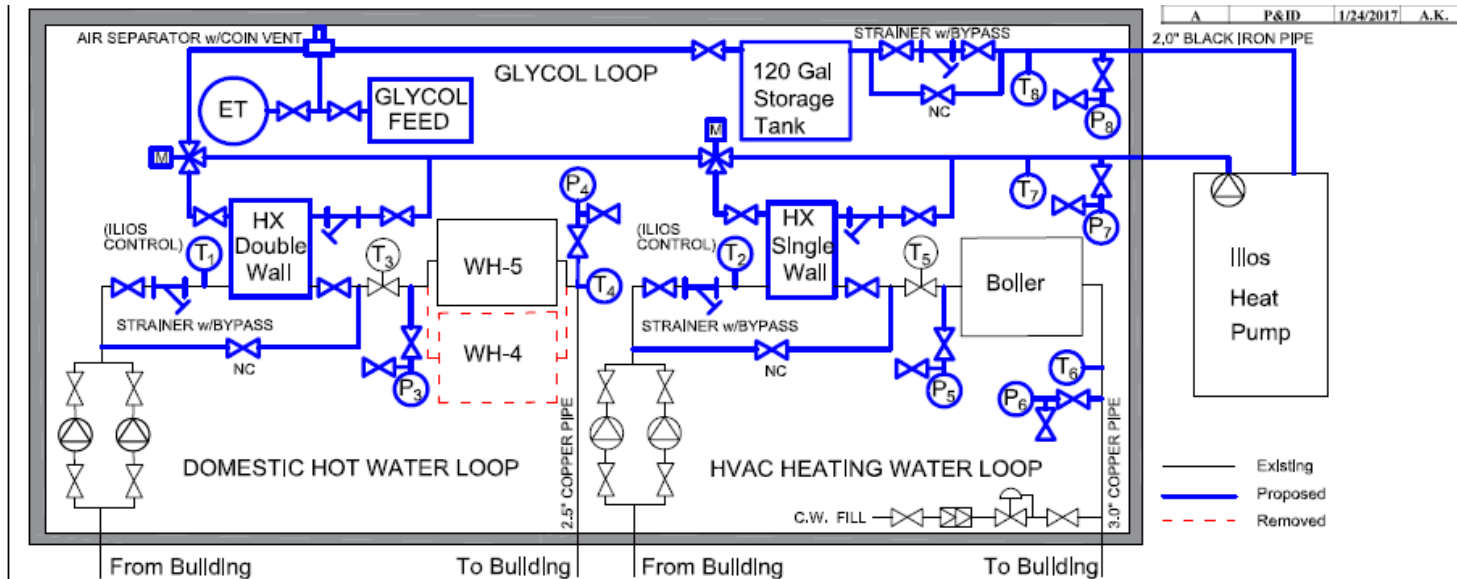 A P&ID 1/24/2017 A.K.
AIR SEPARATOR w/COIN VENT
STRAINER w/BYPASS
2,0" BLACK IRON PIPE
GLYCOL LOOP
120 Gal
Storage
Tank
ET
GLYCOL
FEED
NC
T8
P8
M
M
T7
P7
P4
(ILIOS
CONTROL)
T1
HX
Double
Wall
T3
WH-5
T4
(ILIOS
CONTROL)
T2
HX
SIngle
Wall
T5
Boiler
Ilios
Heat
Pump
STRAINER w/BYPASS
NC
P3
WH-4
STRAINER w/BYPASS
NC
P5
T6
P6
DOMESTIC HOT WATER LOOP
2.5" COPPER PIPE
HVAC HEATING WATER LOOP
3.0" COPPER PIPE
C.W. FILL
Existing
Proposed
Removed
From Building
To Building
From Building
To Building